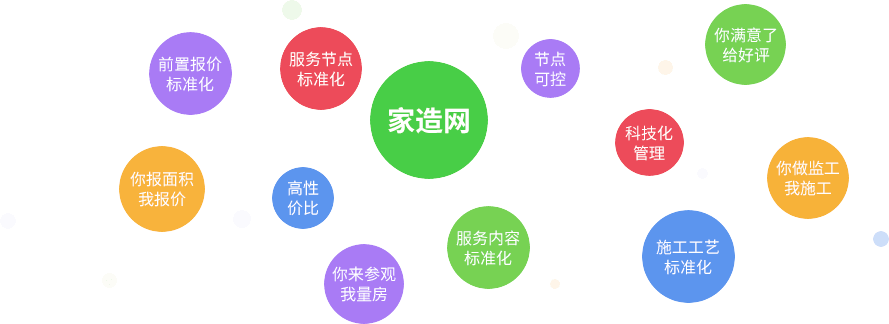 前置报价
标准化
服务节点
标准化
家造网
节点
可控
你满意了
给好评
科技化
管理
你报面积
我报价
高性
价比
你做监工
我施工
服务内容
标准化
施工工艺
标准化
你来参观
我量房